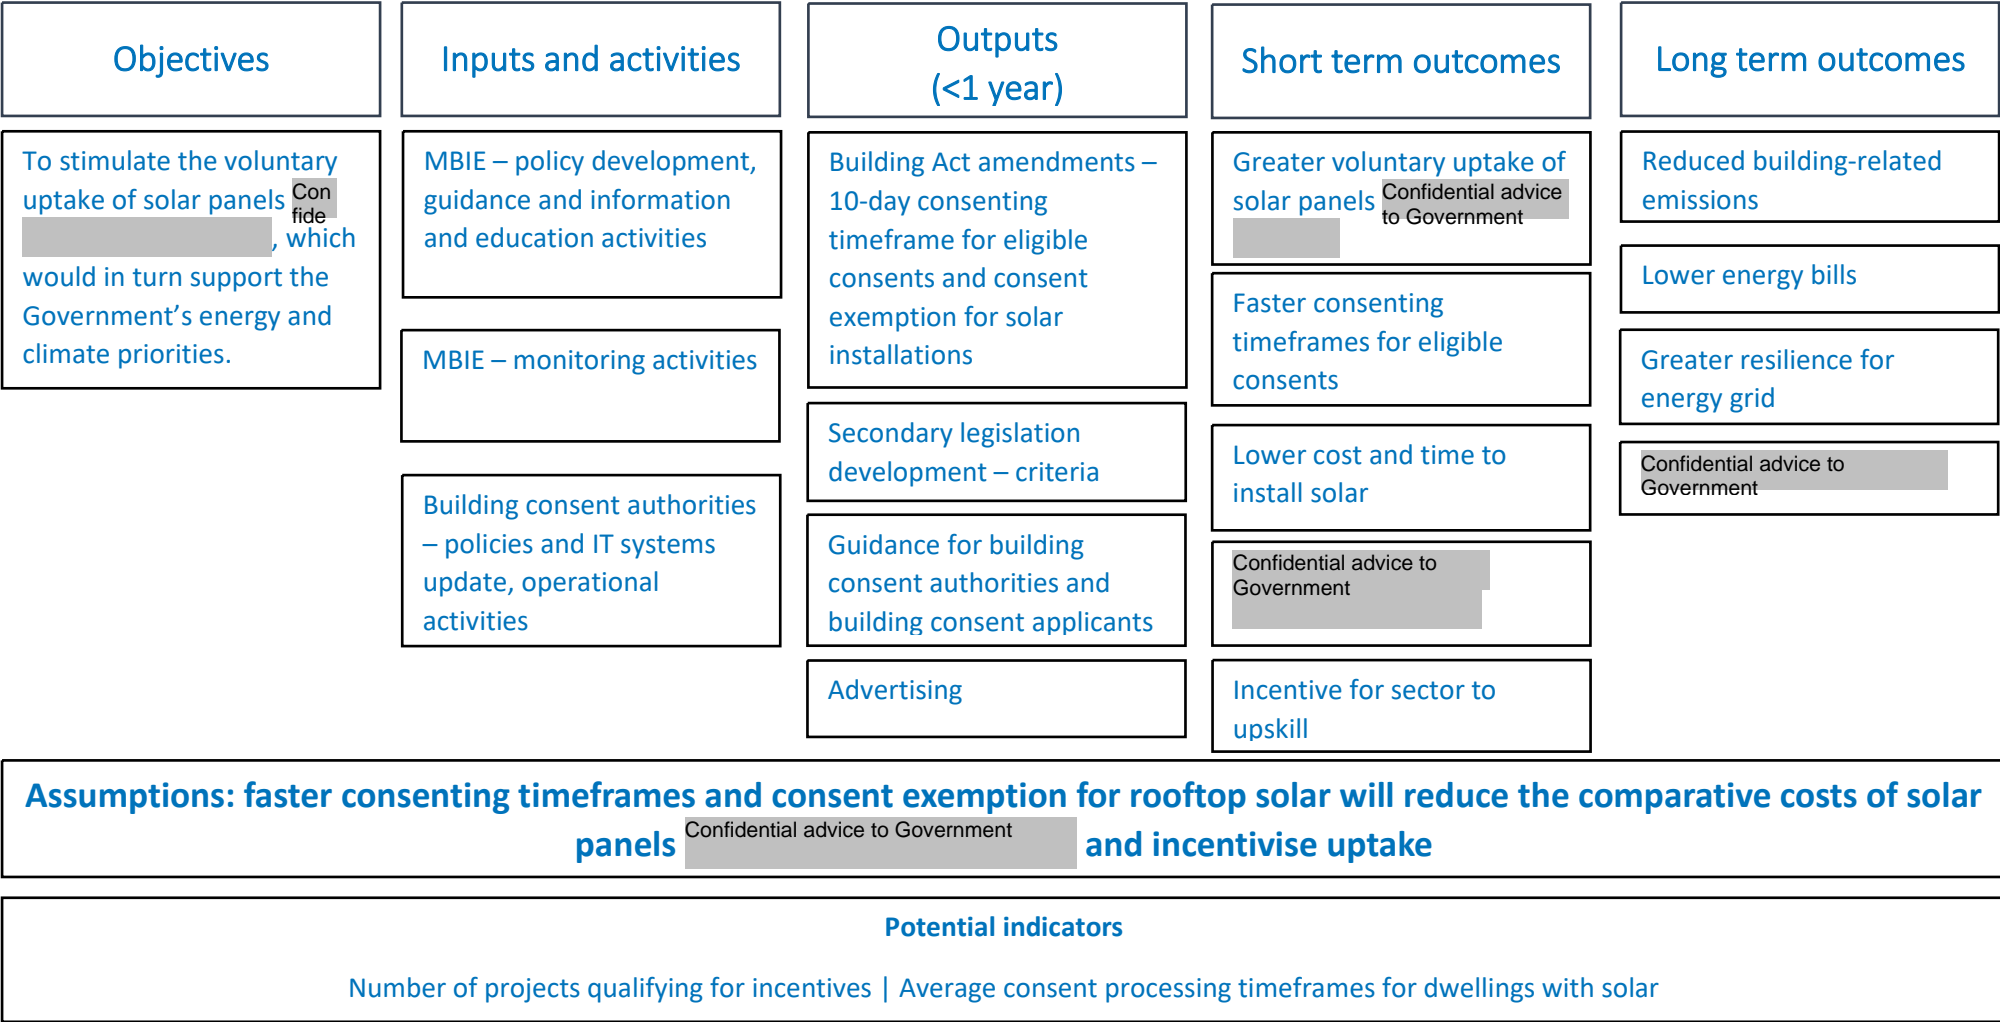 Objectives
To stimulate the voluntary
uptake of solar panels Con
fide
, which
would in turn support the
Government’s energy and
climate priorities.
Inputs and activities
MBIE – policy development,
guidance and information
and education activities
MBIE – monitoring activities
Building consent authorities
– policies and IT systems
update, operational
activities
Outputs
(<1 year)
Building Act amendments –
10-day consenting
timeframe for eligible
consents and consent
exemption for solar
installations
Secondary legislation
development – criteria
Guidance for building
consent authorities and
building consent applicants
Advertising
Short term outcomes
Greater voluntary uptake of
solar panels Confidential advice
to Government
Faster consenting
timeframes for eligible
consents
Lower cost and time to
install solar
Confidential advice to
Government
Incentive for sector to
upskill
Long term outcomes
Reduced building-related
emissions
Lower energy bills
Greater resilience for
energy grid
Confidential advice to
Government
Assumptions: faster consenting timeframes and consent exemption for rooftop solar will reduce the comparative costs of solar
panels Confidential advice to Government and incentivise uptake
Potential indicators
Number of projects qualifying for incentives | Average consent processing timeframes for dwellings with solar